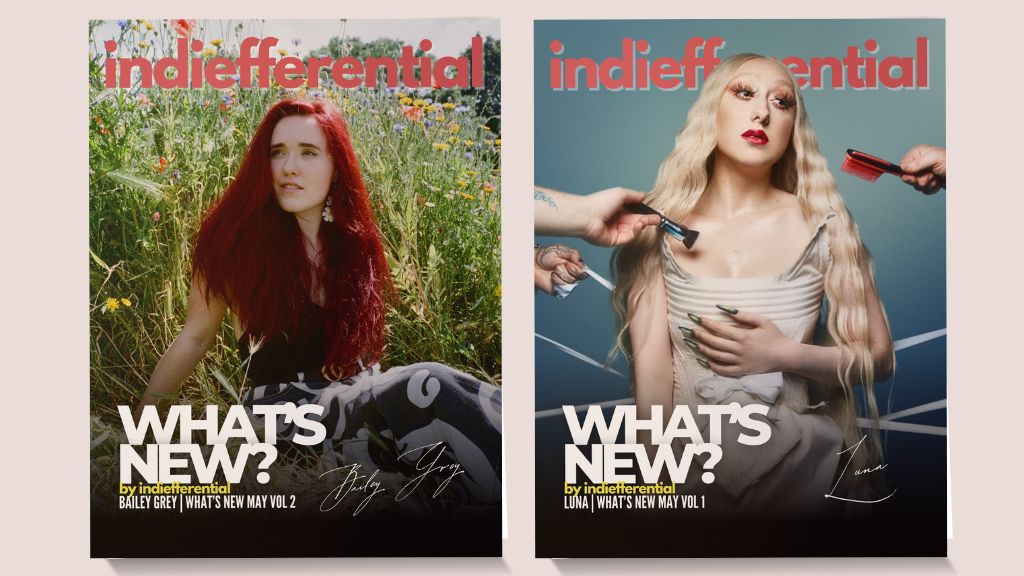 indiefferential
WHAT'S
NEW?
by indiefferential
BAILEY GREY | WHAT'S NEW MAY VOL 2
Bailey Grey
indiefferential
WHAT'S
NEW?
by indiefferential
LUNA | WHAT'S NEW MAY VOL 1
Luna